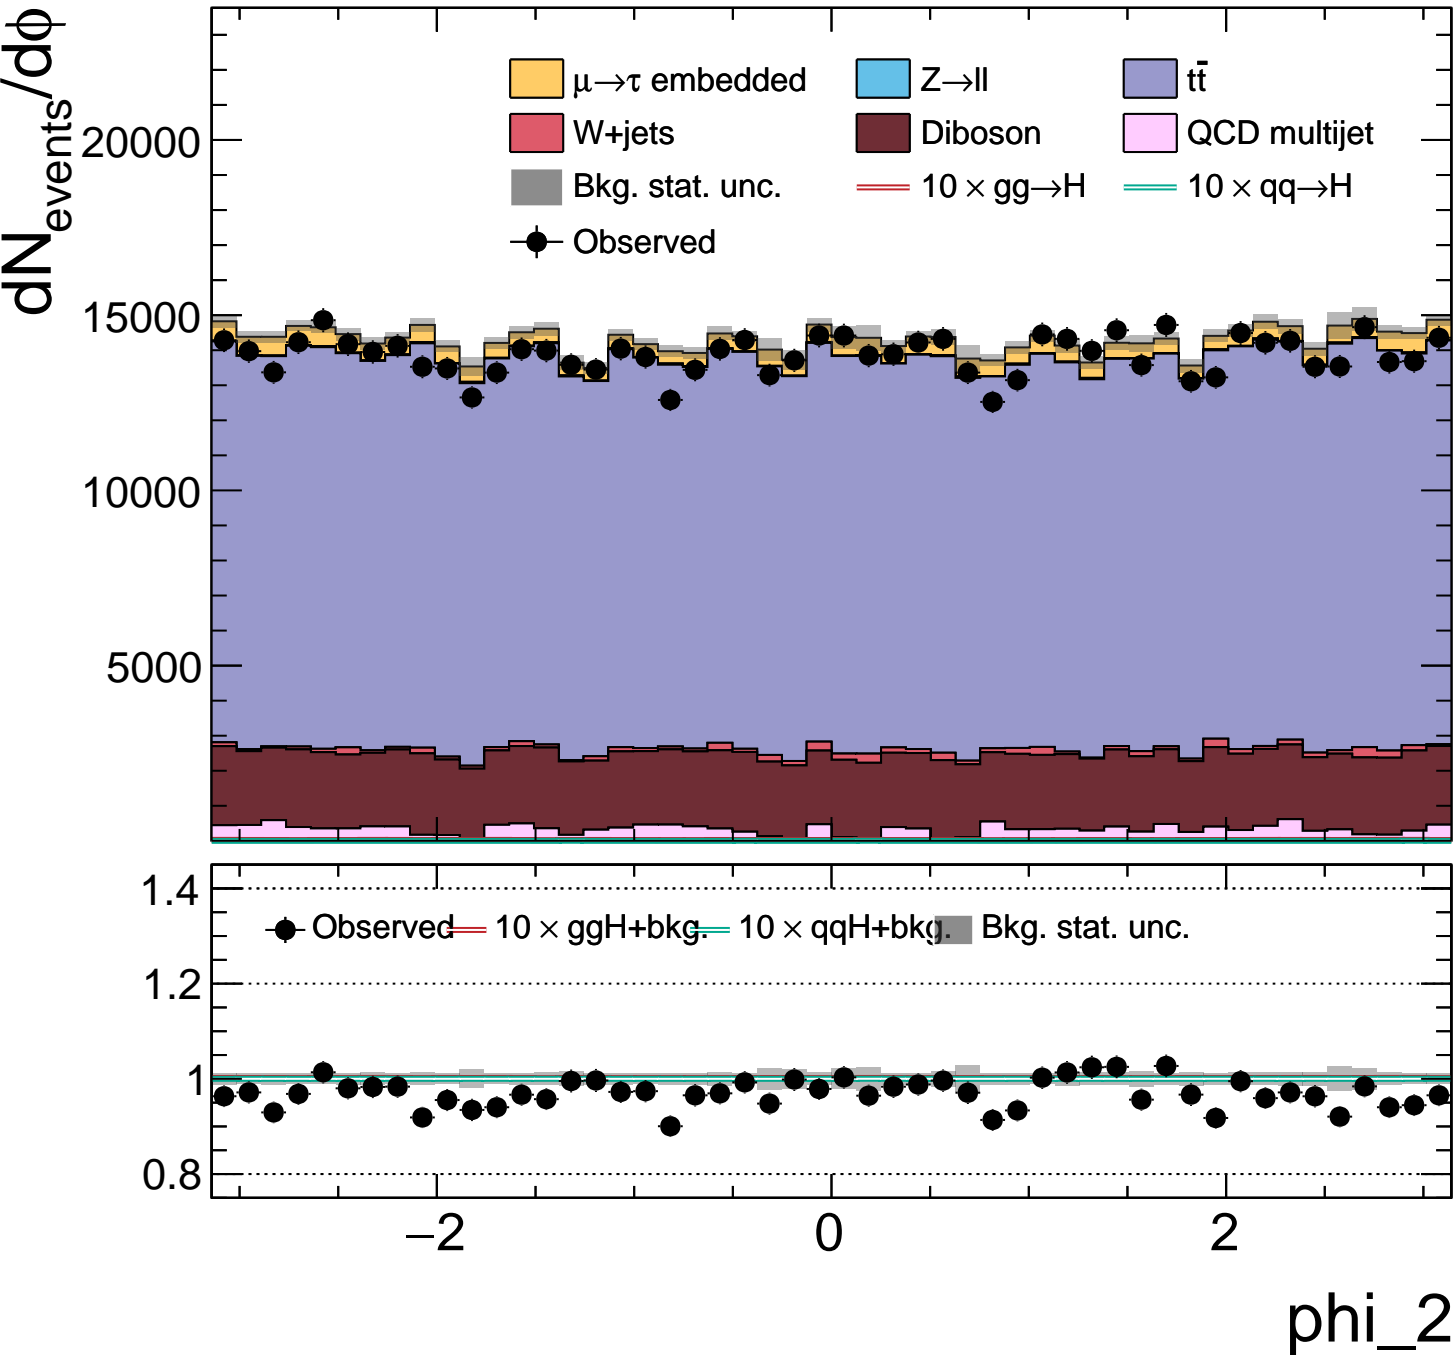 dN_events/dϕ
μ→τ embedded Z→ll tt̄
W+jets Diboson QCD multijet
Bkg. stat. unc. 10 × gg→H 10 × qq→H
Observed
20000
15000
10000
5000
1.4
Observed 10 × ggH+bkg. 10 × qqH+bkg. Bkg. stat. unc.
1.2
1
0.8
−2 0 2
phi_2